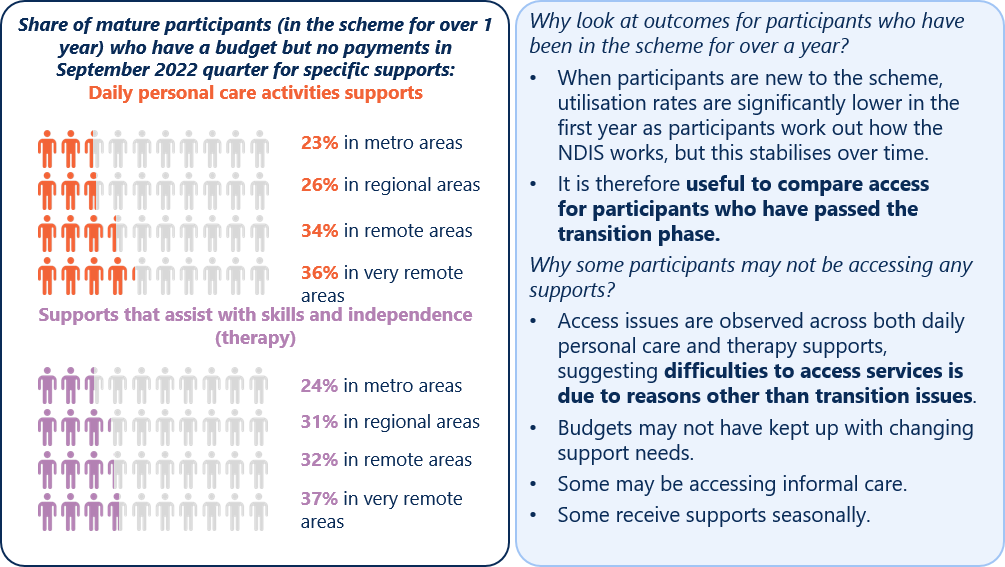 Share of mature participants (in the scheme for over 1
year) who have a budget but no payments in
September 2022 quarter for specific supports:
Daily personal care activities supports
23% in metro areas
26% in regional areas
34% in remote areas
36% in very remote
areas
Supports that assist with skills and independence
(therapy)
24% in metro areas
31% in regional areas
32% in remote areas
37% in very remote
areas
Why look at outcomes for participants who have
been in the scheme for over a year?
• When participants are new to the scheme,
utilisation rates are significantly lower in the
first year as participants work out how the
NDIS works, but this stabilises over time.
• It is therefore useful to compare access
for participants who have passed the
transition phase.
Why some participants may not be accessing any
supports?
• Access issues are observed across both daily
personal care and therapy supports,
suggesting difficulties to access services is
due to reasons other than transition issues.
• Budgets may not have kept up with changing
support needs.
• Some may be accessing informal care.
• Some receive supports seasonally.